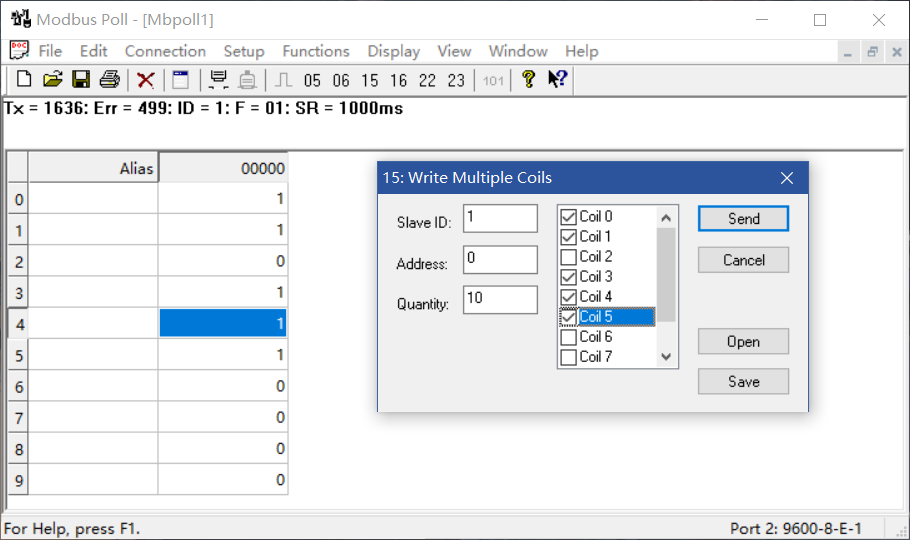 Modbus Poll - [Mbpoll1]
File Edit Connection Setup Functions Display View Window Help
05 06 15 16 22 23 101
Tx = 1636: Err = 499: ID = 1: F = 01: SR = 1000ms
Alias 00000
0 1
1 1
2 0
3 1
4 1
5 1
6 0
7 0
8 0
9 0
15: Write Multiple Coils
Slave ID: 1
Address: 0
Quantity: 10
Coil 0
Coil 1
Coil 2
Coil 3
Coil 4
Coil 5
Coil 6
Coil 7
Send
Cancel
Open
Save
For Help, press F1. Port 2: 9600-8-E-1